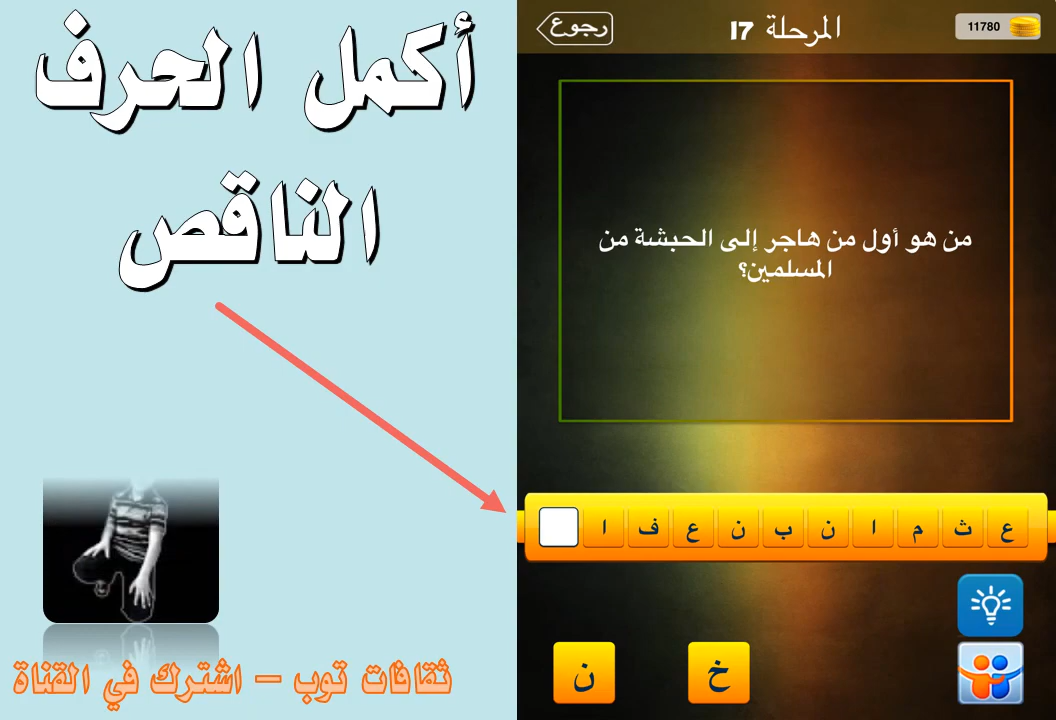 أكمل الحرف
الناقص
ثقافات توب – اشترك في القناة
رجوع
المرحلة 17
11780
من هو أول من هاجر إلى الحبشة من
المسلمين؟
ع ث م ا ن ب ن ع ف ا
خ ن